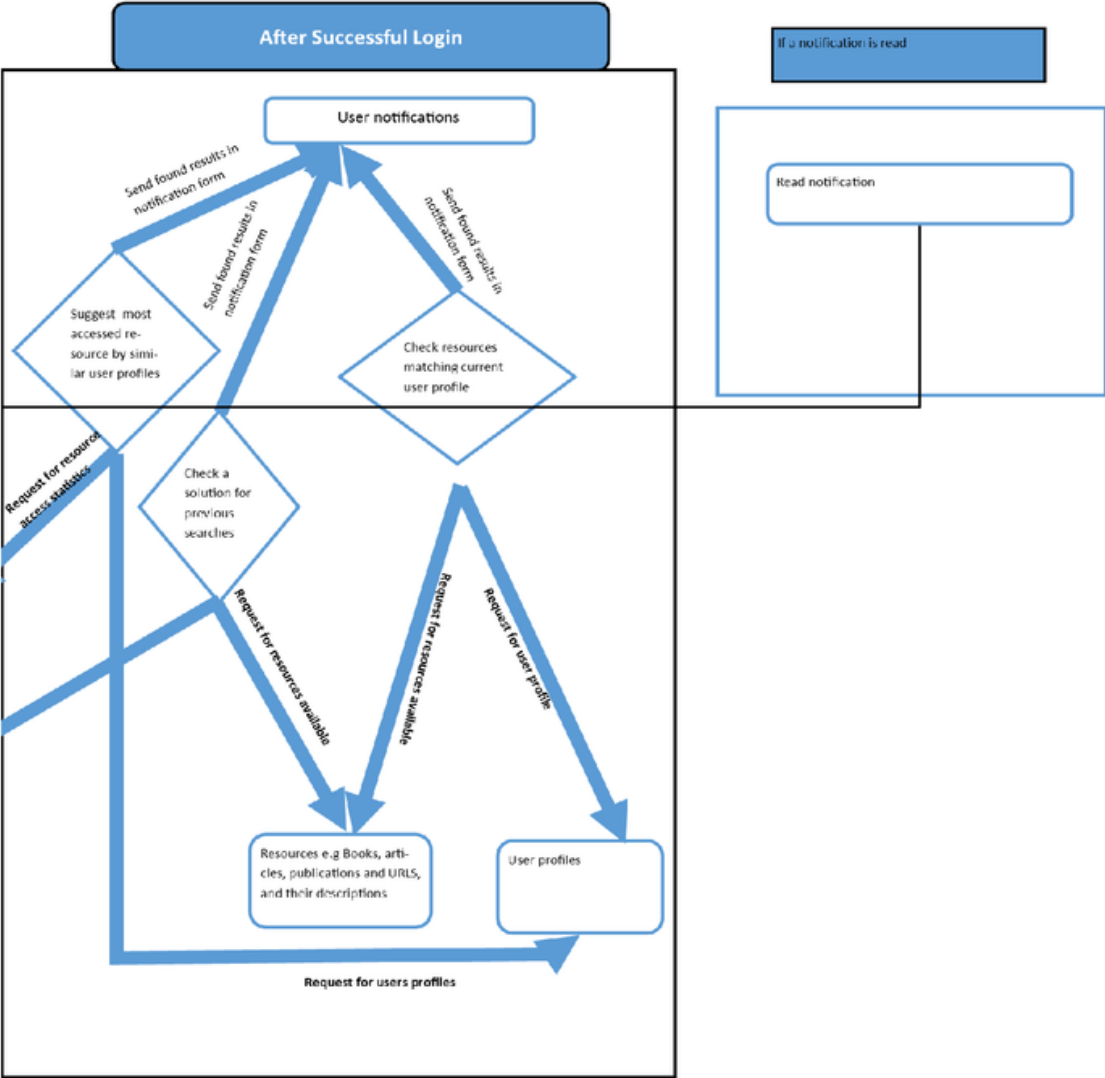 After Successful Login
If a notification is read
User notifications
Read notification
Send found results in
notification form
Send found results in
notification form
Send found results in
notification form
Suggest most
accessed re-
source by simi-
lar user profiles
Check resources
matching current
user profile
Request for resource
access statistics
Check a
solution for
previous
searches
Request for resources available
Request for resources available
Request for user profile
Resources e.g Books, arti-
cles, publications and URLS,
and their descriptions
User profiles
Request for users profiles